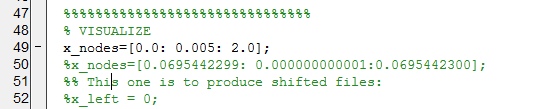 47 %%%%%%%%%%%%%%%%%%%%%%%%%%%%%%%
48 % VISUALIZE
49 - x_nodes=[0.0: 0.005: 2.0];
50 %x_nodes=[0.0695442299: 0.000000000001:0.0695442300];
51 %% This one is to produce shifted files:
52 %x_left = 0;